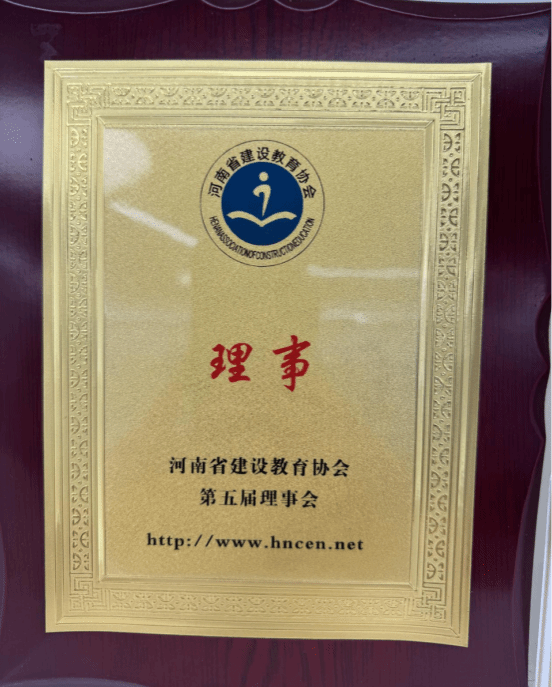 河南省建设教育协会
HENANASSOCIATIONOFCONSTRUCTIONEDUCATION
理事
河南省建设教育协会
第五届理事会
http://www.hncen.net